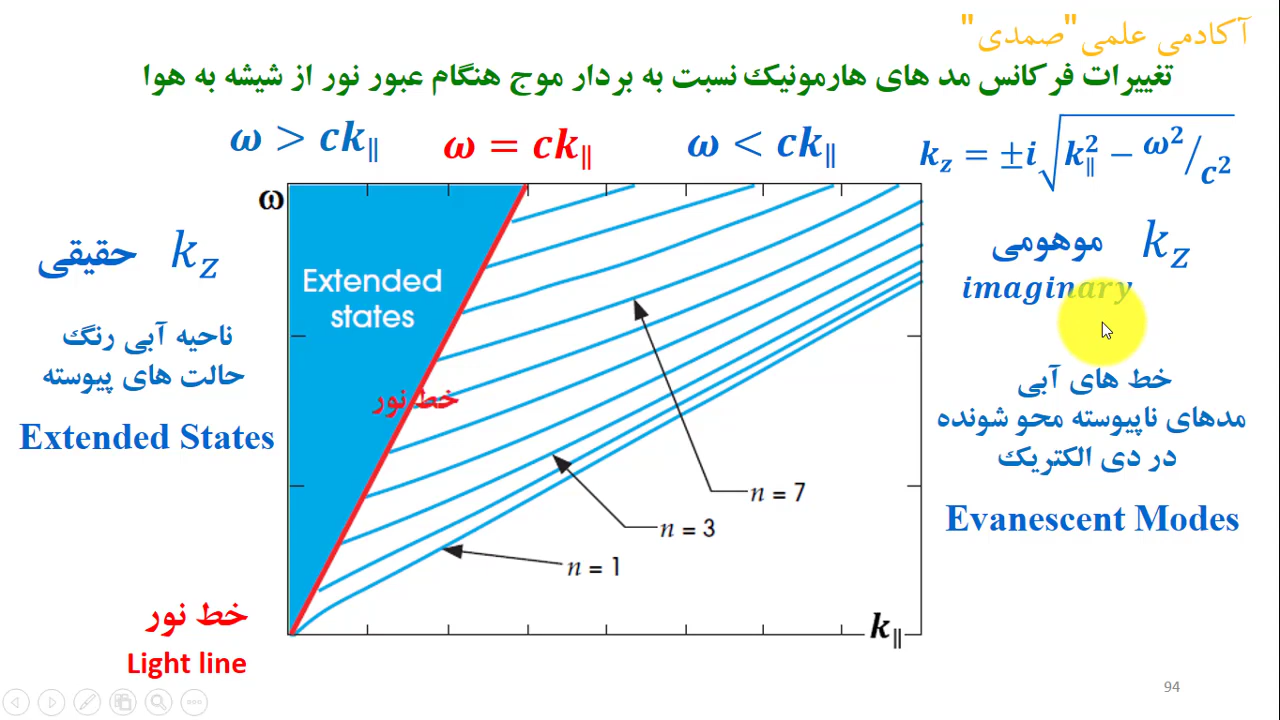 آکادمی علمی"صمدی"
تغییرات فرکانس مد های هارمونیک نسبت به بردار موج هنگام عبور نور از شیشه به هوا
ω > ck∥
ω = ck∥
ω < ck∥
k_z = ±i√(k∥² − ω²/c²)
ω
k_z حقیقی
ناحیه آبی رنگ
حالت های پیوسته
Extended States
Extended
states
خط نور
n = 7
n = 3
n = 1
k∥
k_z موهومی
imaginary
خط های آبی
مدهای ناپیوسته محو شونده
در دی الکتریک
Evanescent Modes
خط نور
Light line
94